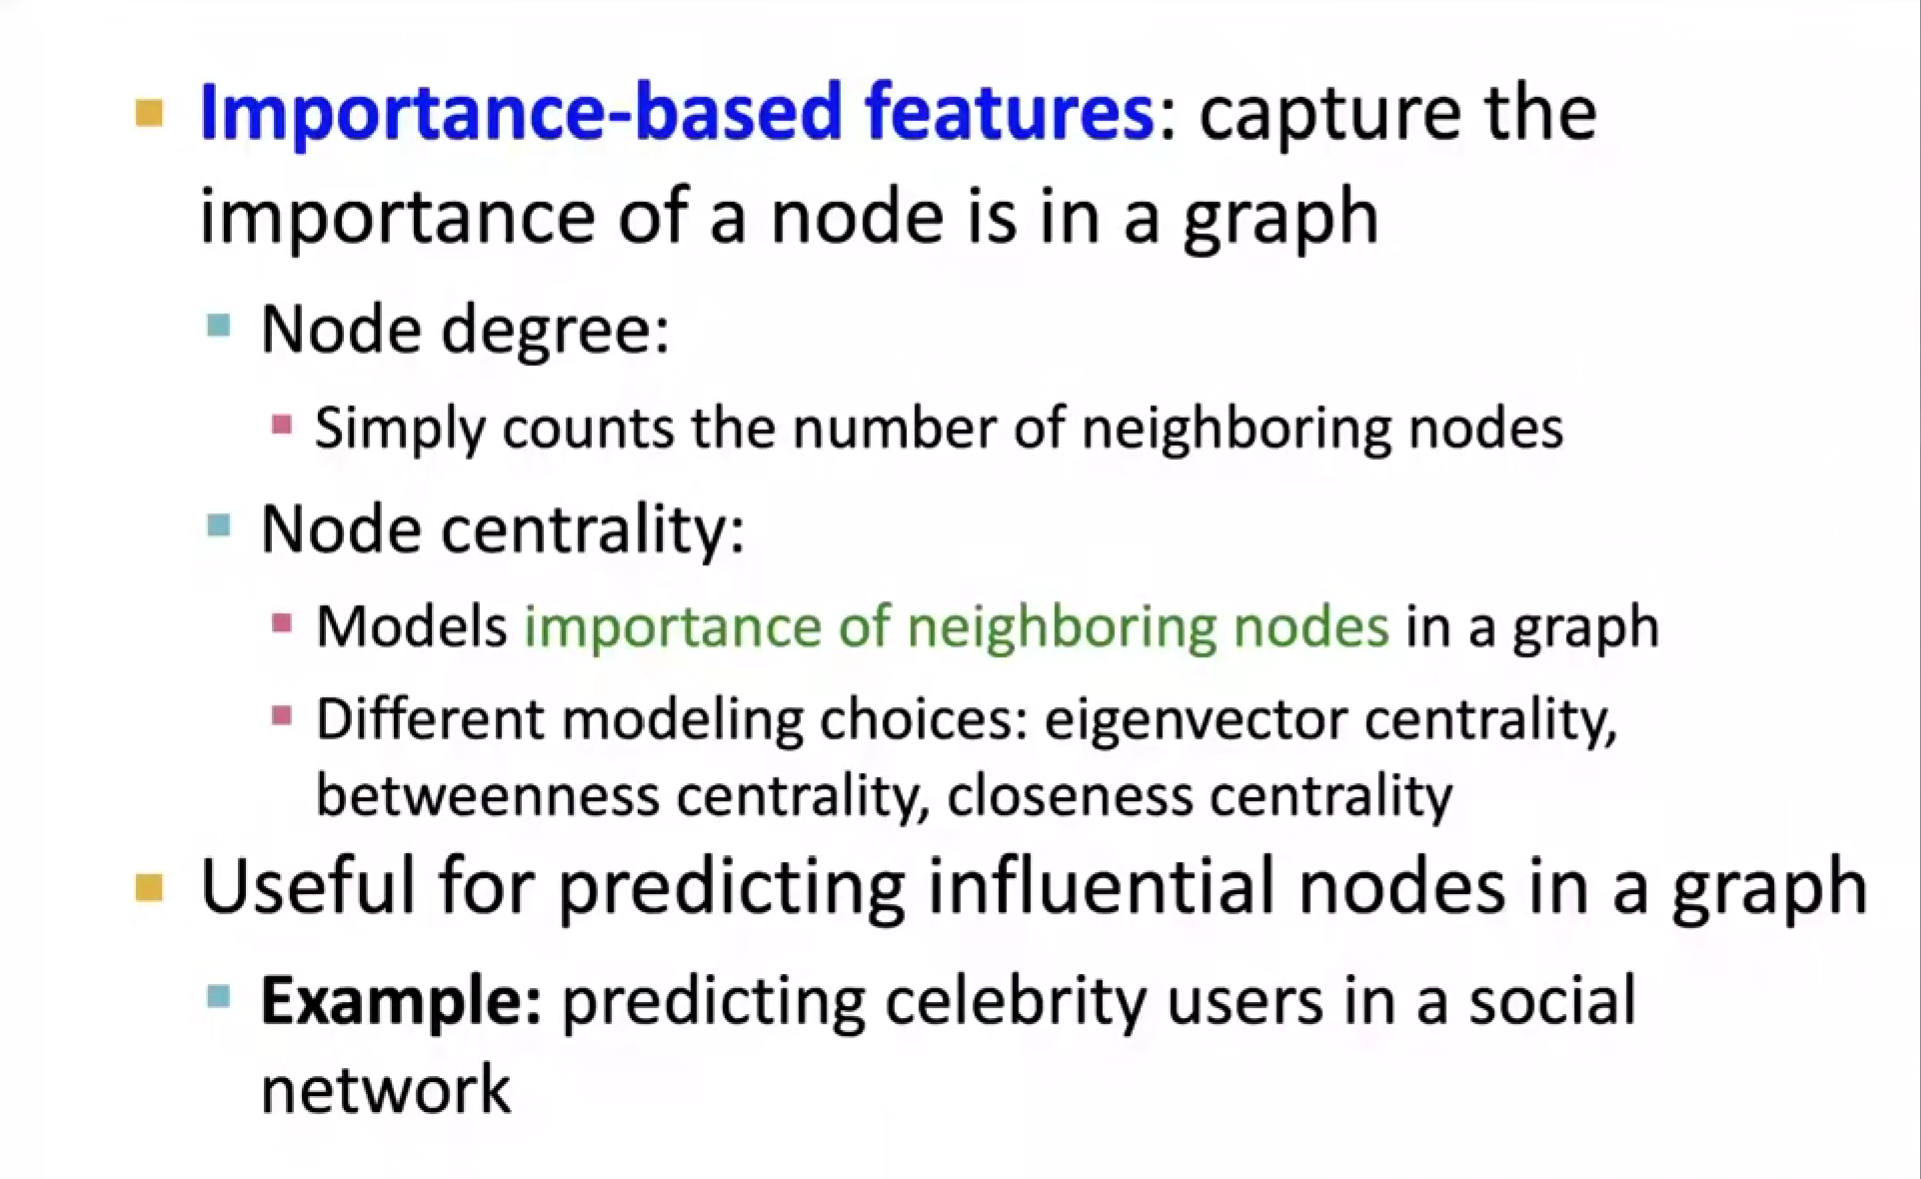 Importance-based features: capture the
importance of a node is in a graph
Node degree:
Simply counts the number of neighboring nodes
Node centrality:
Models importance of neighboring nodes in a graph
Different modeling choices: eigenvector centrality,
betweenness centrality, closeness centrality
Useful for predicting influential nodes in a graph
Example: predicting celebrity users in a social
network